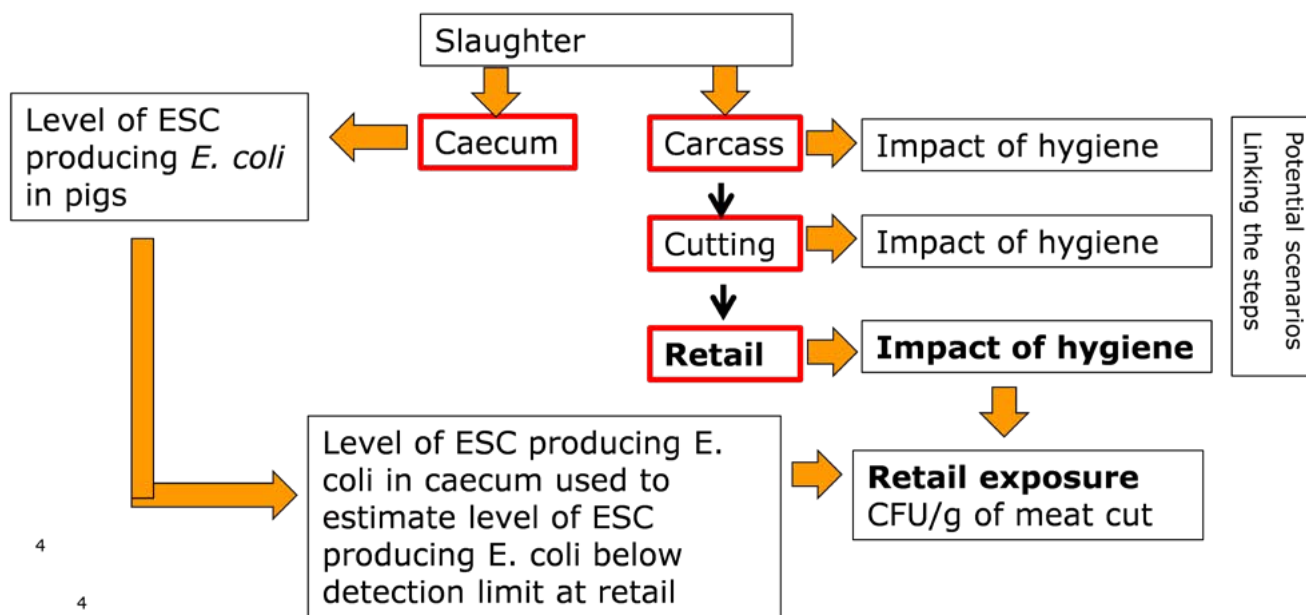 Slaughter
Level of ESC
producing E. coli
in pigs
Caecum
Carcass
Impact of hygiene
Cutting
Impact of hygiene
Retail
Impact of hygiene
Potential scenarios
Linking the steps
Level of ESC producing E.
coli in caecum used to
estimate level of ESC
producing E. coli below
detection limit at retail
Retail exposure
CFU/g of meat cut
4
4